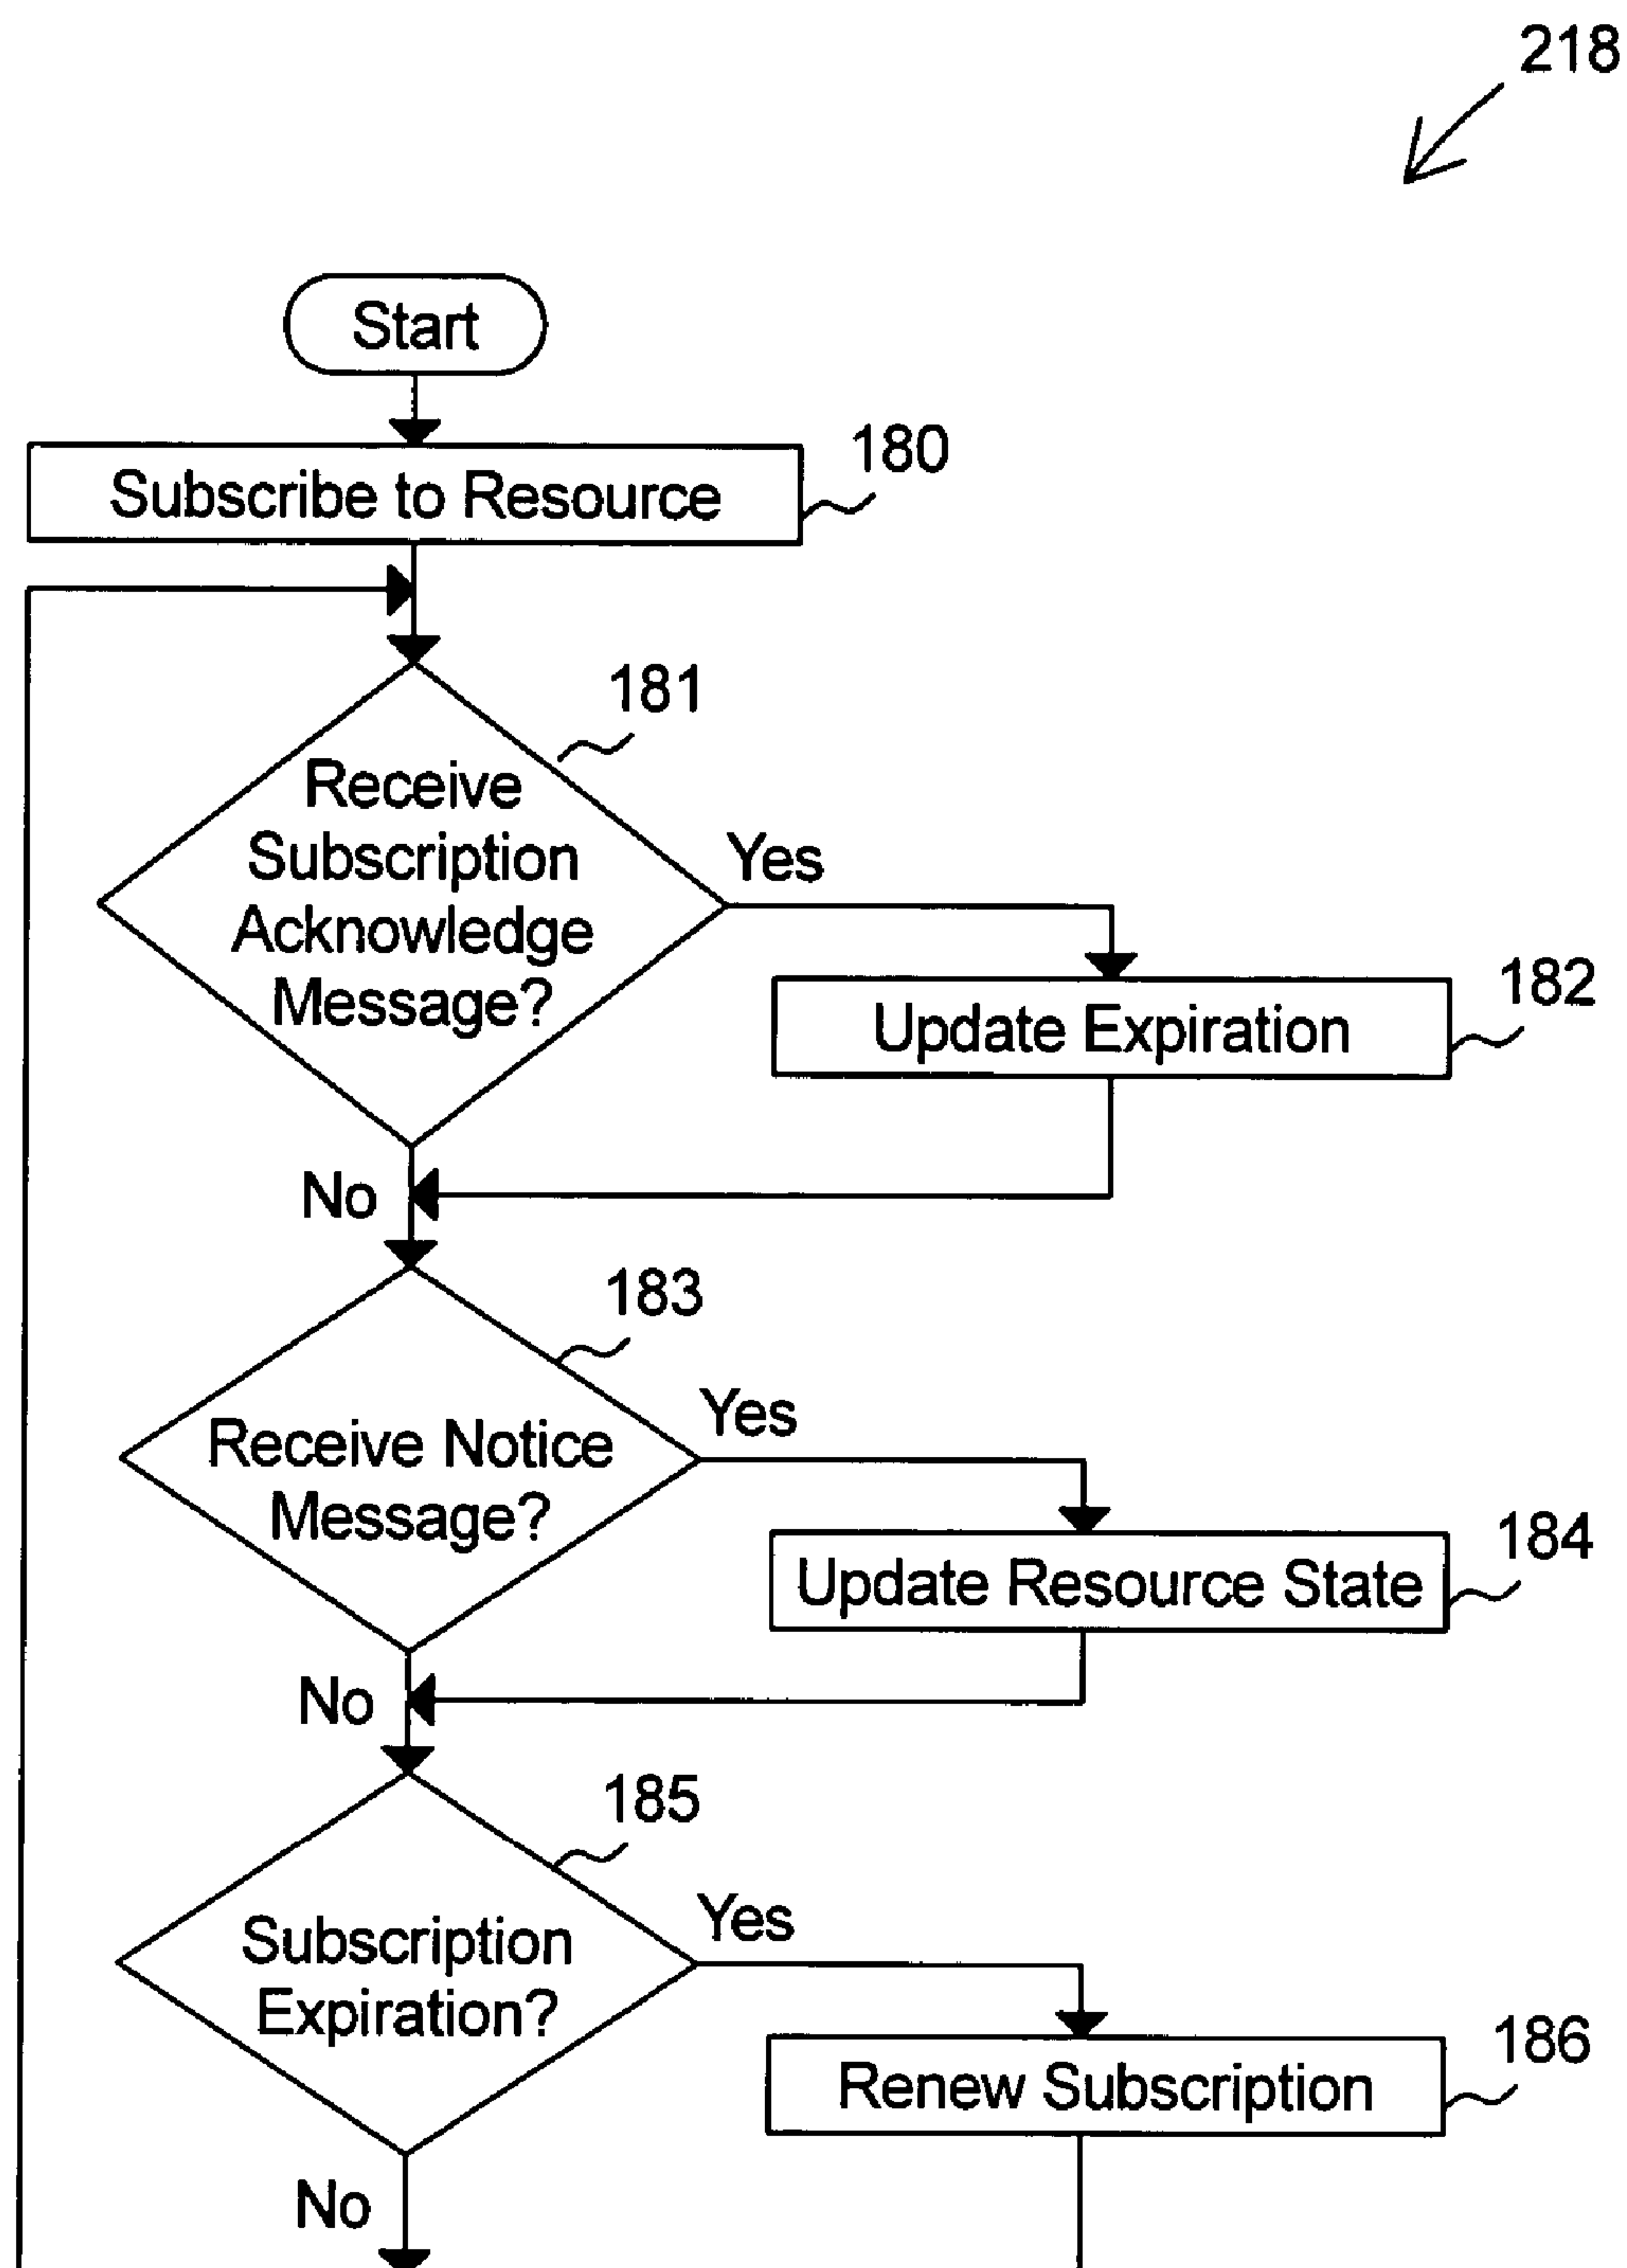 218
Start
180
Subscribe to Resource
181
Receive
Subscription
Acknowledge
Message?
Yes
182
Update Expiration
No
183
Receive Notice
Message?
Yes
184
Update Resource State
No
185
Subscription
Expiration?
Yes
186
Renew Subscription
No